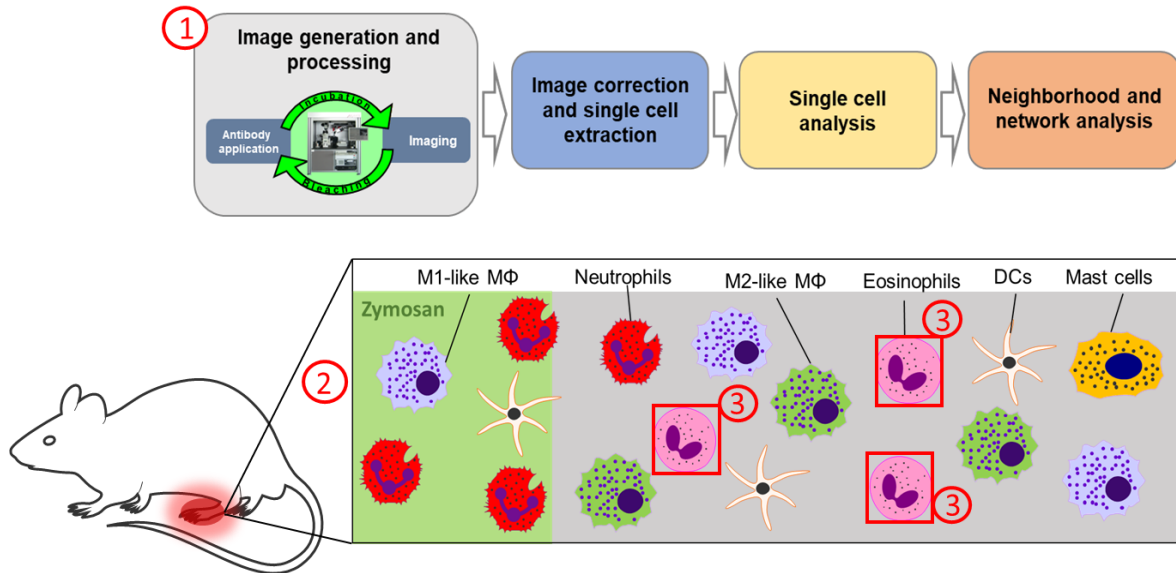 1
Image generation and
processing
Incubation
Antibody
application
Imaging
Bleaching
Image correction
and single cell
extraction
Single cell
analysis
Neighborhood and
network analysis
M1-like MΦ
Neutrophils
M2-like MΦ
Eosinophils
DCs
Mast cells
Zymosan
2
3
3
3